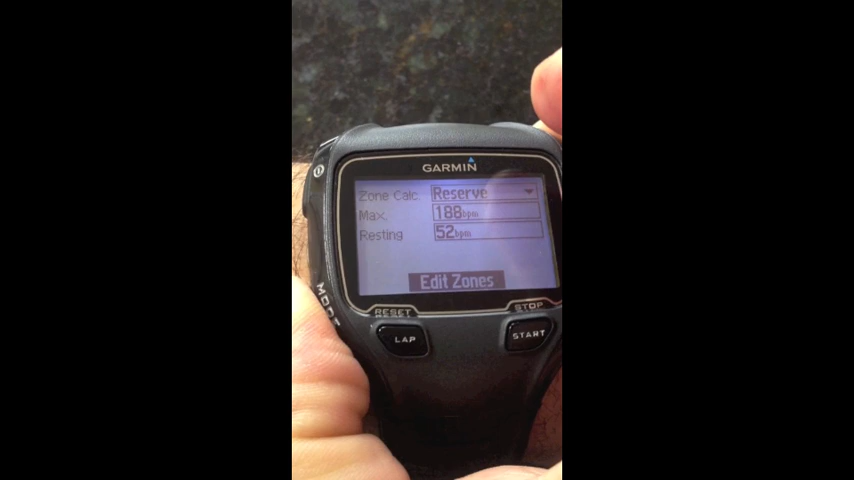 GARMIN
Zone Calc. Reserve
Max. 188bpm
Resting 52bpm
Edit Zones
MODE
RESET STOP
LAP START